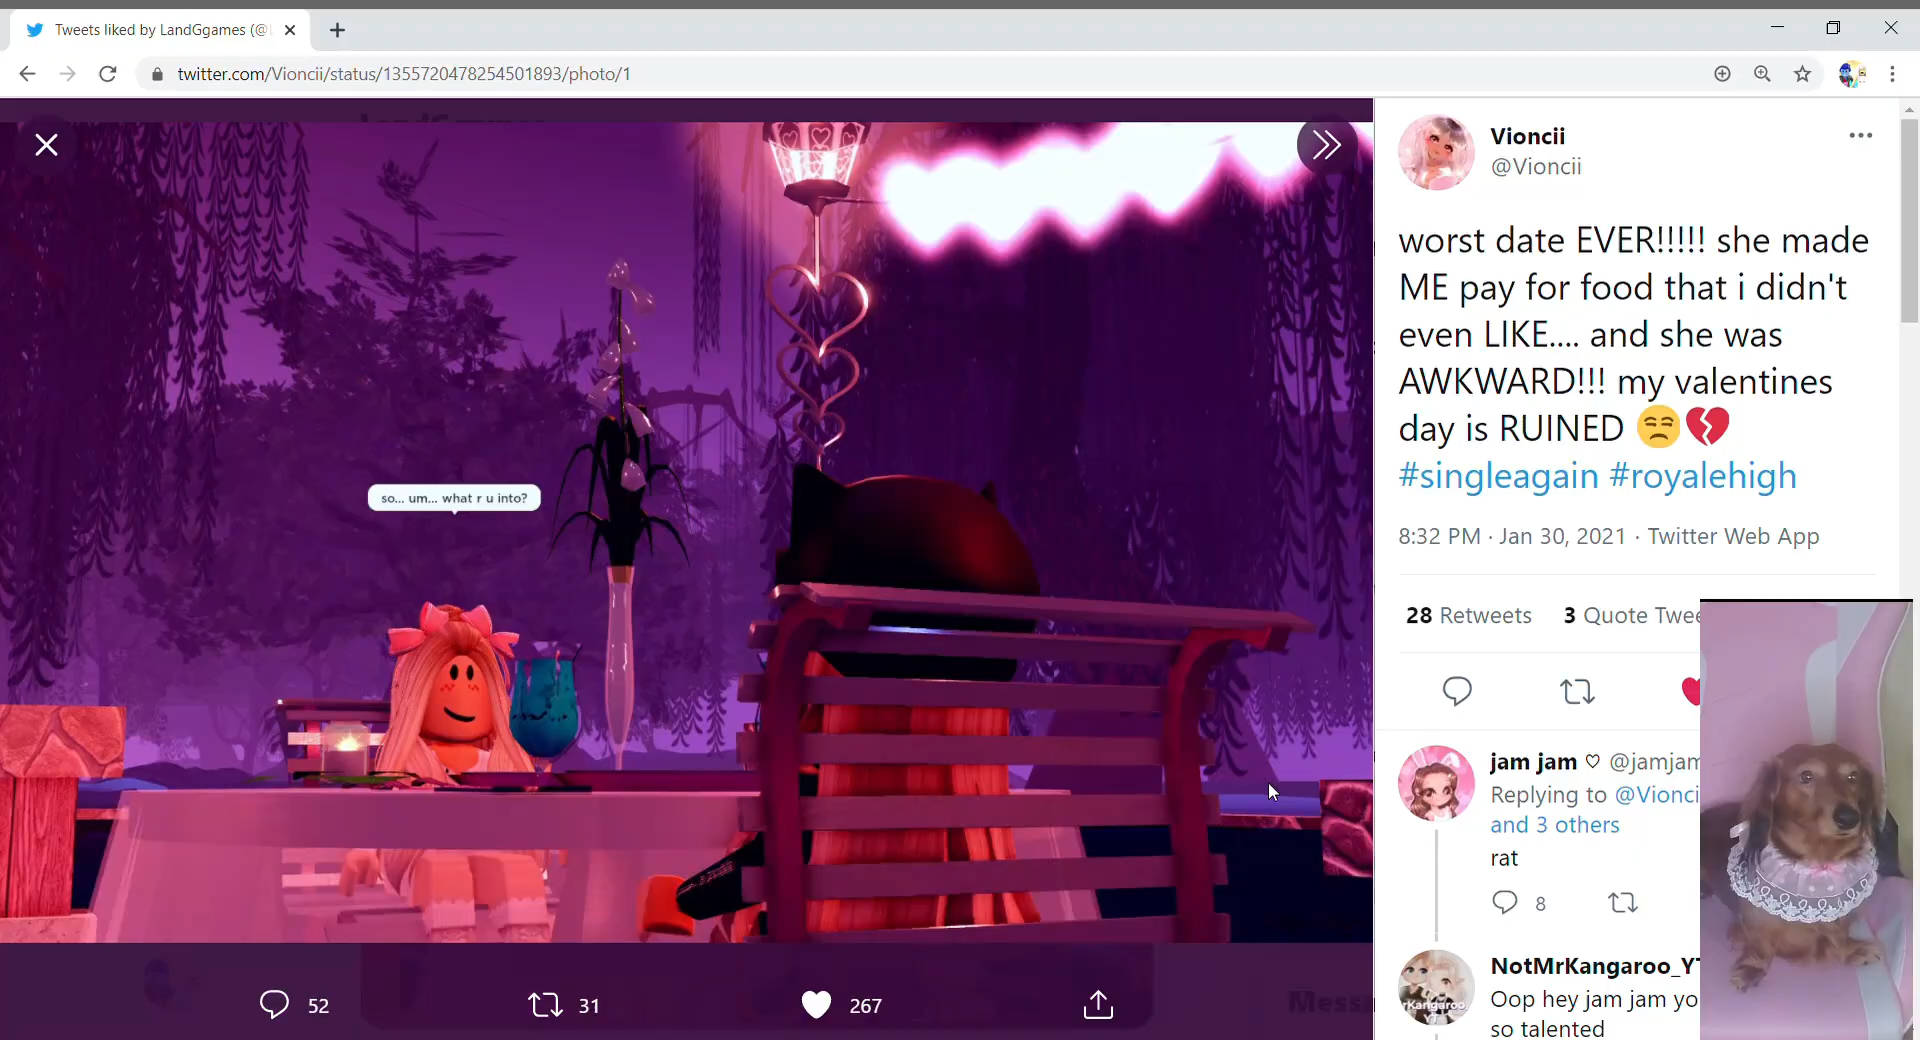 Tweets liked by LandGgames (@
twitter.com/Vioncii/status/1355720478254501893/photo/1
so... um... what r u into?
52
31
267
Vioncii
@Vioncii
worst date EVER!!!!! she made
ME pay for food that i didn't
even LIKE.... and she was
AWKWARD!!! my valentines
day is RUINED 😒💔
#singleagain #royalehigh
8:32 PM · Jan 30, 2021 · Twitter Web App
28 Retweets 3 Quote Twee
jam jam ♡ @jamjam
Replying to @Vionci
and 3 others
rat
8
NotMrKangaroo_YT
Oop hey jam jam yo
so talented